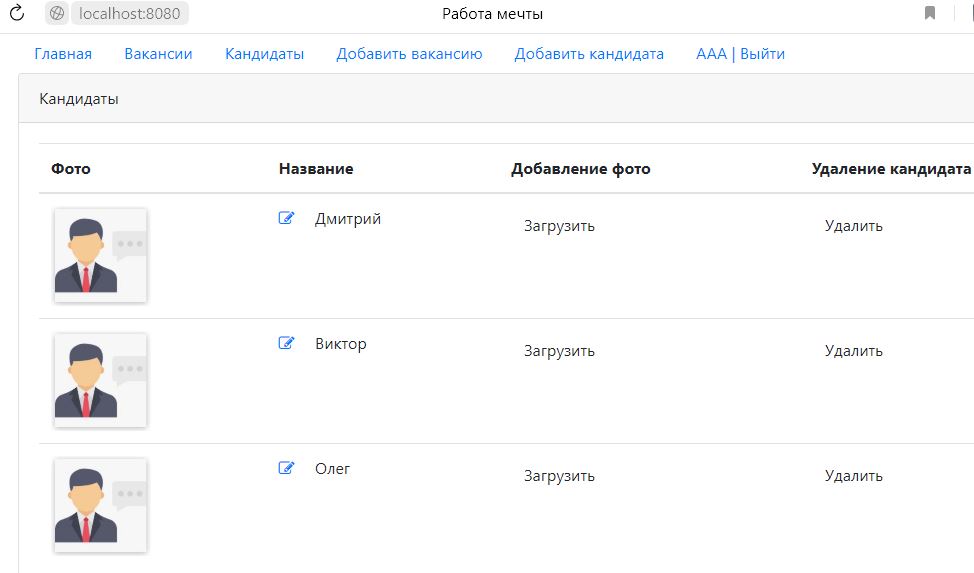 localhost:8080 Работа мечты
Главная Вакансии Кандидаты Добавить вакансию Добавить кандидата AAA | Выйти
Кандидаты
Фото Название Добавление фото Удаление кандидата
Дмитрий Загрузить Удалить
Виктор Загрузить Удалить
Олег Загрузить Удалить